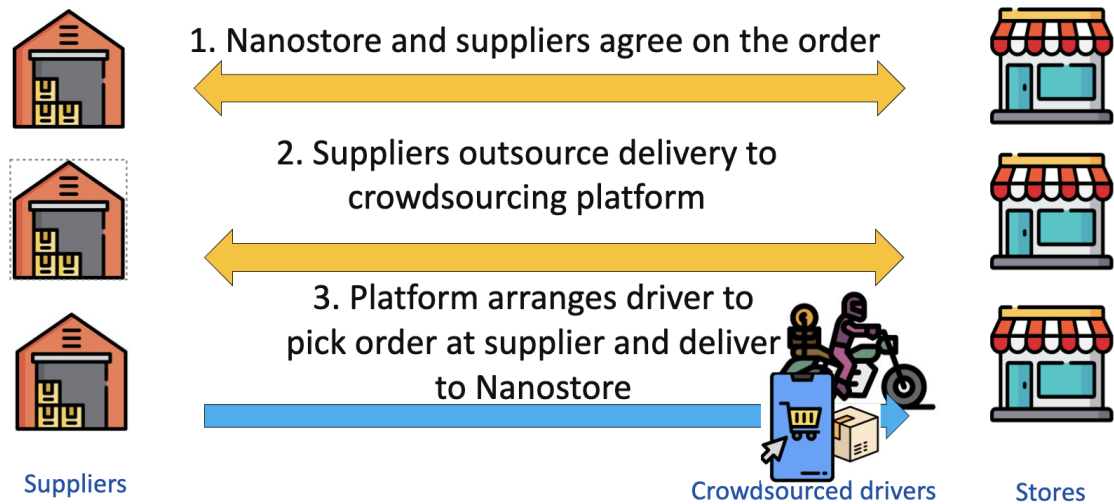 1. Nanostore and suppliers agree on the order
2. Suppliers outsource delivery to
crowdsourcing platform
3. Platform arranges driver to
pick order at supplier and deliver
to Nanostore
Suppliers
Crowdsourced drivers
Stores